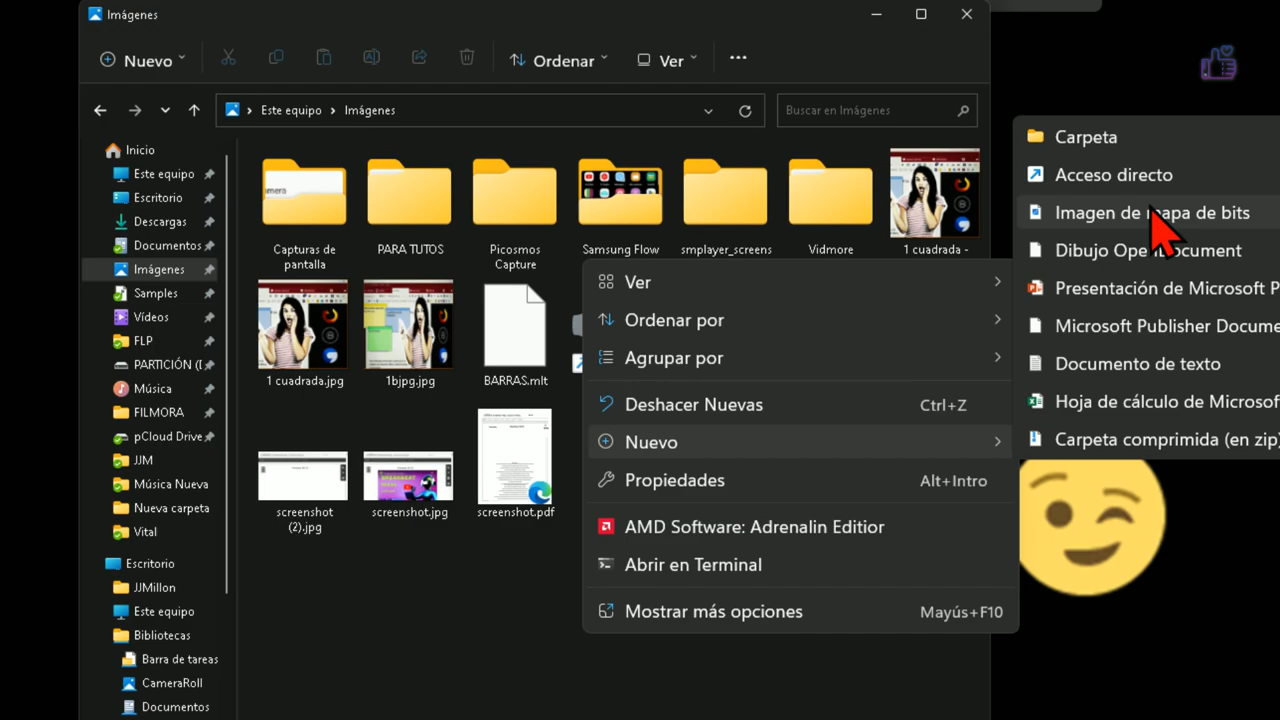 Imágenes
Nuevo
Ordenar
Ver
Este equipo
Imágenes
Buscar en Imágenes
Inicio
Este equipo
Escritorio
Descargas
Documentos
Imágenes
Samples
Vídeos
FLP
PARTICIÓN (D
Música
FILMORA
pCloud Drive
JJM
Música Nueva
Nueva carpeta
Vital
Escritorio
JJMillon
Este equipo
Bibliotecas
Barra de tareas
CameraRoll
Documentos
Capturas de
pantalla
PARA TUTOS
Picosmos
Capture
Samsung Flow
smplayer_screens
Vidmore
1 cuadrada -
1 cuadrada.jpg
1bjpg.jpg
BARRAS.mlt
screenshot
(2).jpg
screenshot.jpg
screenshot.pdf
Ver
Ordenar por
Agrupar por
Deshacer Nuevas Ctrl+Z
Nuevo
Propiedades Alt+Intro
AMD Software: Adrenalin Editior
Abrir en Terminal
Mostrar más opciones Mayús+F10
Carpeta
Acceso directo
Imagen de mapa de bits
Dibujo OpenDocument
Presentación de Microsoft P
Microsoft Publisher Docume
Documento de texto
Hoja de cálculo de Microsof
Carpeta comprimida (en zip)